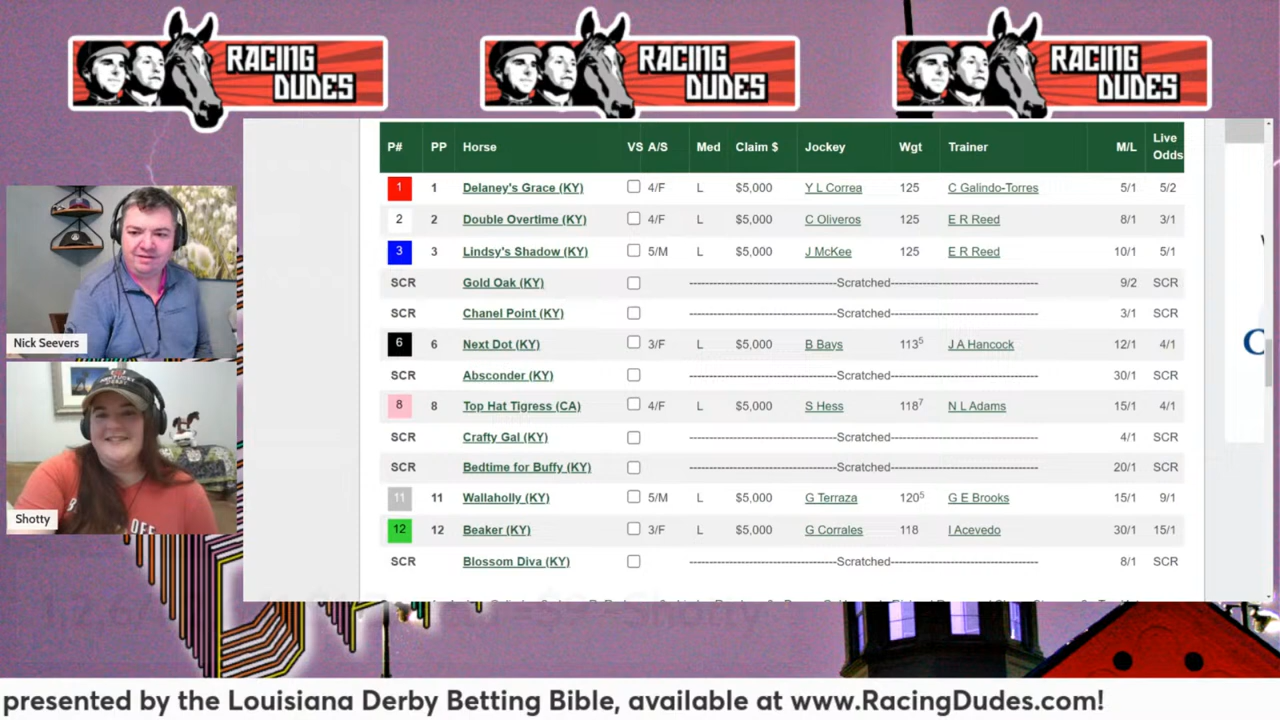 RACING DUDES
RACING DUDES
RACING DUDES
P# PP Horse VS A/S Med Claim $ Jockey Wgt Trainer M/L Live Odds
1 1 Delaney's Grace (KY) 4/F L $5,000 Y L Correa 125 C Galindo-Torres 5/1 5/2
2 2 Double Overtime (KY) 4/F L $5,000 C Oliveros 125 E R Reed 8/1 3/1
3 3 Lindsy's Shadow (KY) 5/M L $5,000 J McKee 125 E R Reed 10/1 5/1
SCR Gold Oak (KY) Scratched 9/2 SCR
SCR Chanel Point (KY) Scratched 3/1 SCR
6 6 Next Dot (KY) 3/F L $5,000 B Bays 113⁵ J A Hancock 12/1 4/1
SCR Absconder (KY) Scratched 30/1 SCR
8 8 Top Hat Tigress (CA) 4/F L $5,000 S Hess 118⁷ N L Adams 15/1 4/1
SCR Crafty Gal (KY) Scratched 4/1 SCR
SCR Bedtime for Buffy (KY) Scratched 20/1 SCR
11 11 Wallaholly (KY) 5/M L $5,000 G Terraza 120⁵ G E Brooks 15/1 9/1
12 12 Beaker (KY) 3/F L $5,000 G Corrales 118 I Acevedo 30/1 15/1
SCR Blossom Diva (KY) Scratched 8/1 SCR
Nick Seevers
Shotty
Shotty
presented by the Louisiana Derby Betting Bible, available at www.RacingDudes.com!